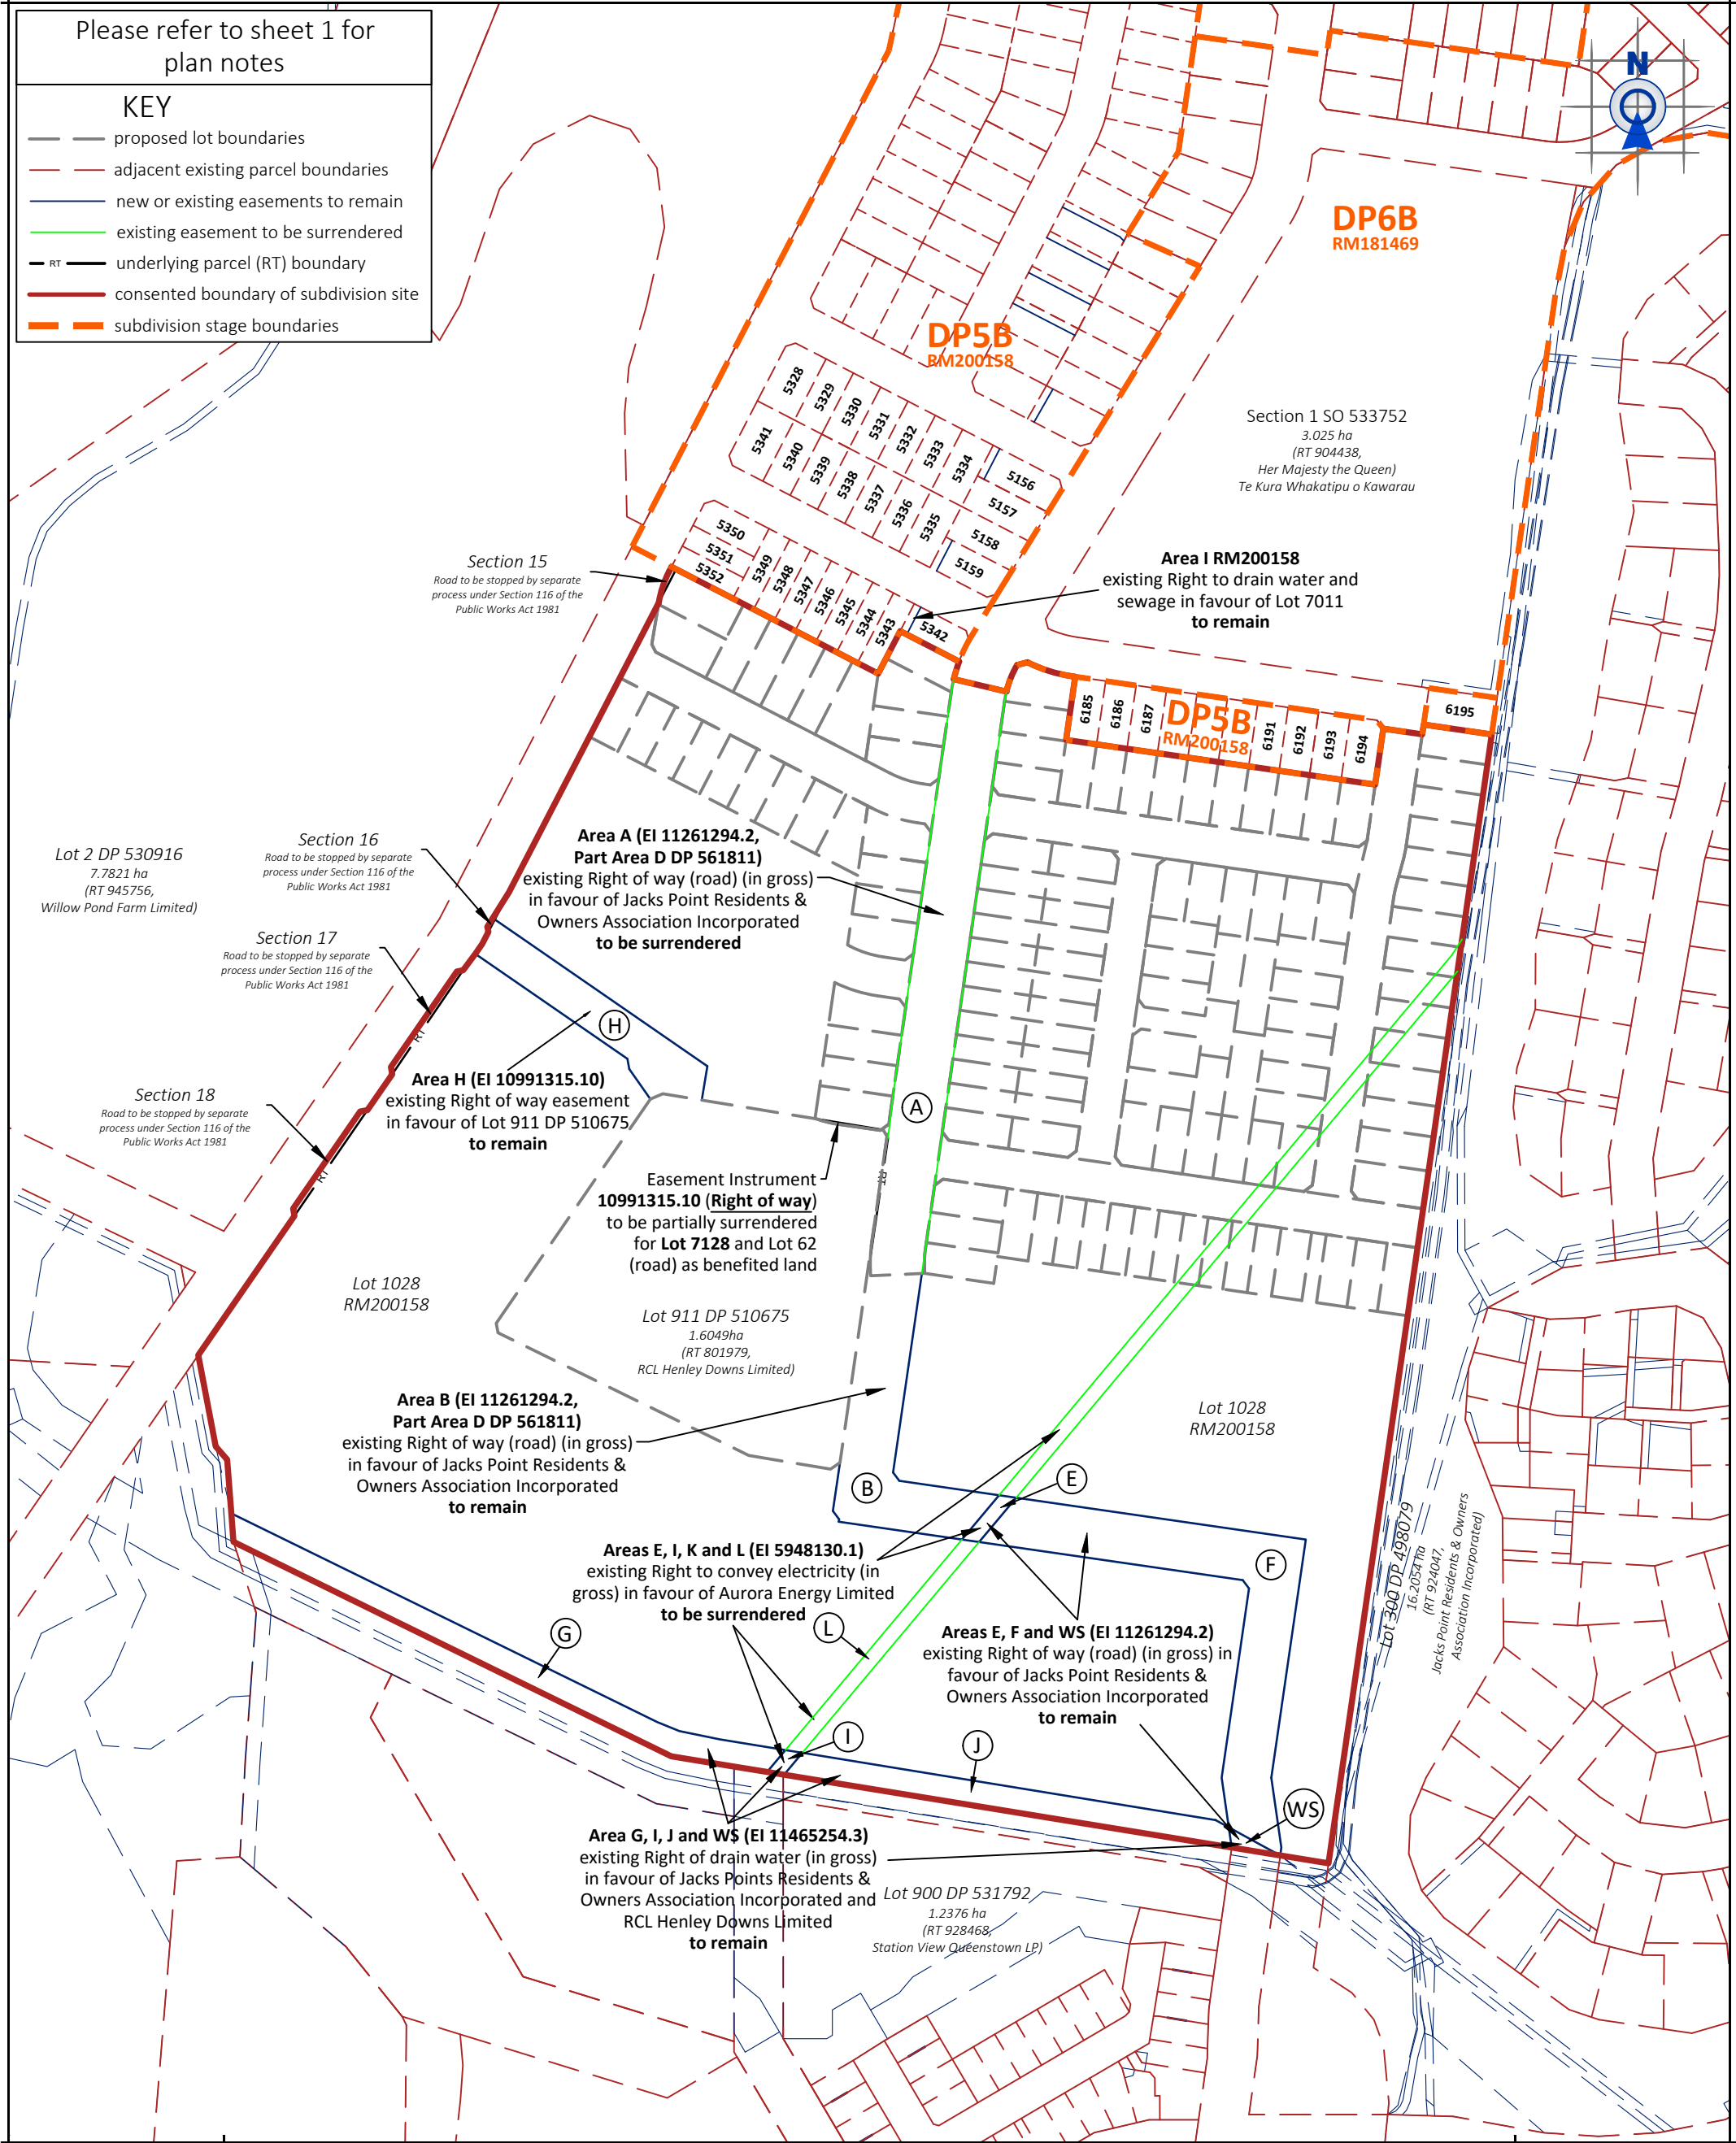 Please refer to sheet 1 for
plan notes
KEY
proposed lot boundaries
adjacent existing parcel boundaries
new or existing easements to remain
existing easement to be surrendered
RT
underlying parcel (RT) boundary
consented boundary of subdivision site
subdivision stage boundaries
N
DP6B
RM181469
DP5B
RM200158
5328
5329
5330
5331
5332
5333
5334
5156
5157
5341
5340
5339
5338
5337
5336
5335
5158
5159
Section 1 SO 533752
3.025 ha
(RT 904438,
Her Majesty the Queen)
Te Kura Whakatipu o Kawarau
5350
5351
5352
5349
5348
5347
5346
5345
5344
5343
5342
Section 15
Road to be stopped by separate
process under Section 116 of the
Public Works Act 1981
Area I RM200158
existing Right to drain water and
sewage in favour of Lot 7011
to remain
6185
6186
6187
DP5B
RM200158
6191
6192
6193
6194
6195
Lot 2 DP 530916
7.7821 ha
(RT 945756,
Willow Pond Farm Limited)
Section 16
Road to be stopped by separate
process under Section 116 of the
Public Works Act 1981
Area A (EI 11261294.2,
Part Area D DP 561811)
existing Right of way (road) (in gross)
in favour of Jacks Point Residents &
Owners Association Incorporated
to be surrendered
Section 17
Road to be stopped by separate
process under Section 116 of the
Public Works Act 1981
H
RT
A
Area H (EI 10991315.10)
existing Right of way easement
in favour of Lot 911 DP 510675
to remain
Section 18
Road to be stopped by separate
process under Section 116 of the
Public Works Act 1981
RT
RT
Easement Instrument
10991315.10 (Right of way)
to be partially surrendered
for Lot 7128 and Lot 62
(road) as benefited land
Lot 1028
RM200158
Lot 911 DP 510675
1.6049ha
(RT 801979,
RCL Henley Downs Limited)
Area B (EI 11261294.2,
Part Area D DP 561811)
existing Right of way (road) (in gross)
in favour of Jacks Point Residents &
Owners Association Incorporated
to remain
Lot 1028
RM200158
B
E
F
Lot 300 DP 498079
16.2054 ha
(RT 924047,
Jacks Point Residents & Owners
Association Incorporated)
Areas E, I, K and L (EI 5948130.1)
existing Right to convey electricity (in
gross) in favour of Aurora Energy Limited
to be surrendered
G
L
Areas E, F and WS (EI 11261294.2)
existing Right of way (road) (in gross) in
favour of Jacks Point Residents &
Owners Association Incorporated
to remain
I
J
WS
Area G, I, J and WS (EI 11465254.3)
existing Right of drain water (in gross)
in favour of Jacks Points Residents &
Owners Association Incorporated and
RCL Henley Downs Limited
to remain
Lot 900 DP 531792
1.2376 ha
(RT 928468,
Station View Queenstown LP)